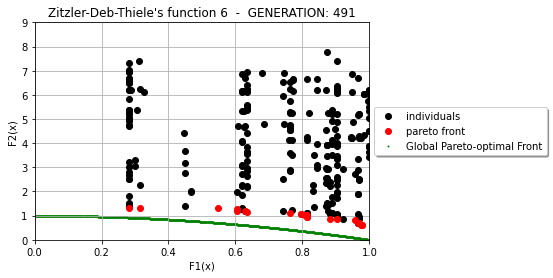 Zitzler-Deb-Thiele's function 6 - GENERATION: 491
F2(x)
9
8
7
6
5
4
3
2
1
0
0.0 0.2 0.4 0.6 0.8 1.0
F1(x)
individuals
pareto front
Global Pareto-optimal Front